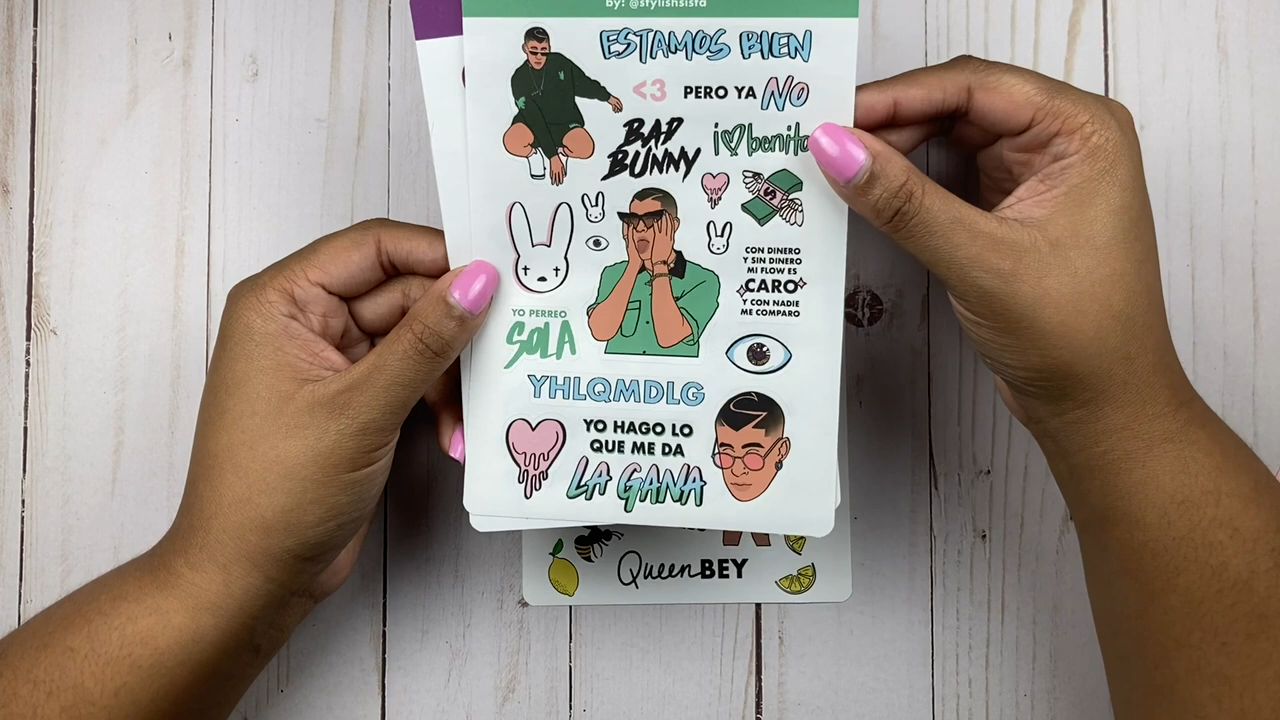 by: @stylishsista
ESTAMOS BIEN
<3 PERO YA NO
BAD
BUNNY
i♡benito
$
CON DINERO
Y SIN DINERO
MI FLOW ES
CARO
Y CON NADIE
ME COMPARO
YO PERREO
SOLA
YHLQMDLG
YO HAGO LO
QUE ME DA
LA GANA
QueenBEY